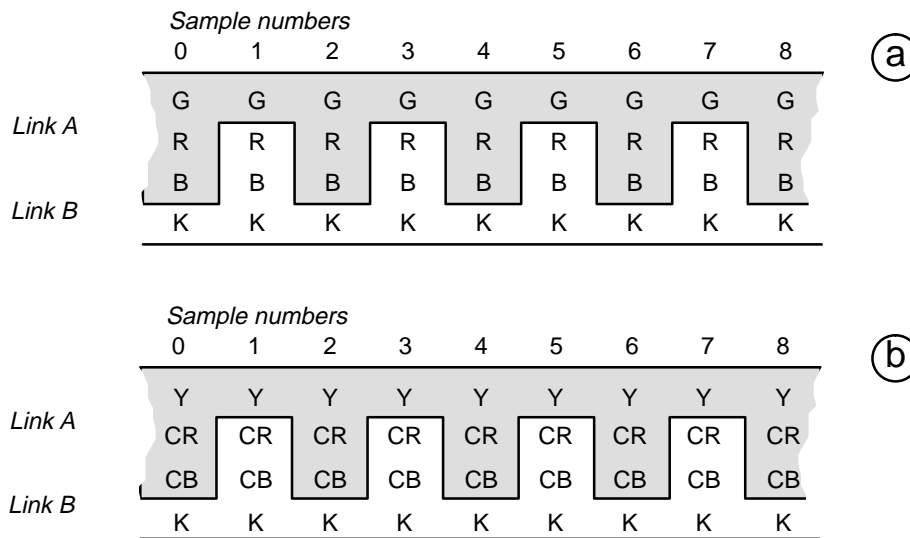 Sample numbers
0 1 2 3 4 5 6 7 8
a
G G G G G G G G G
Link A
R R R R R R R R R
B B B B B B B B B
Link B
K K K K K K K K K
Sample numbers
0 1 2 3 4 5 6 7 8
b
Y Y Y Y Y Y Y Y Y
Link A
CR CR CR CR CR CR CR CR CR
CB CB CB CB CB CB CB CB CB
Link B
K K K K K K K K K